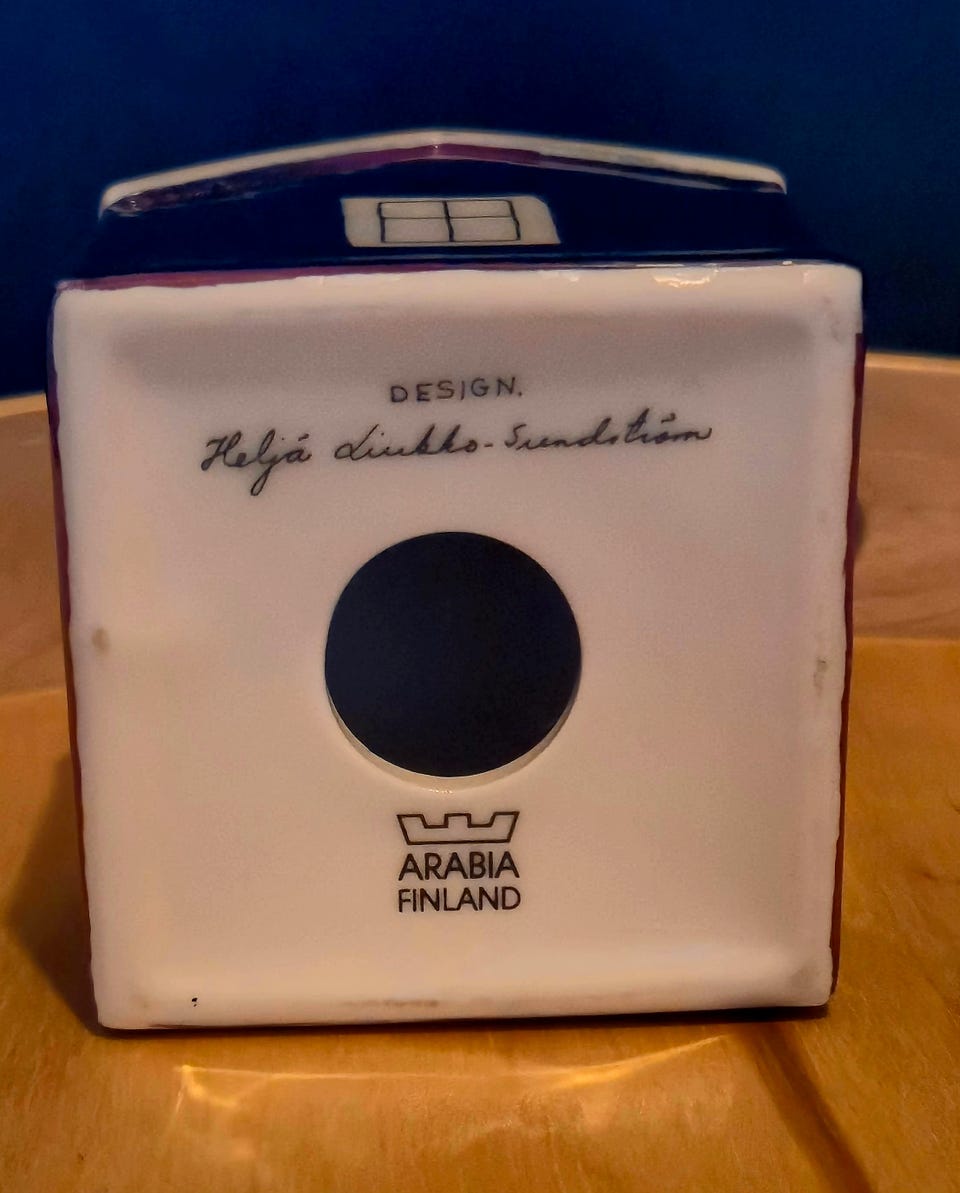 DESIGN.
Heljä Liukko-Sundström
ARABIA
FINLAND